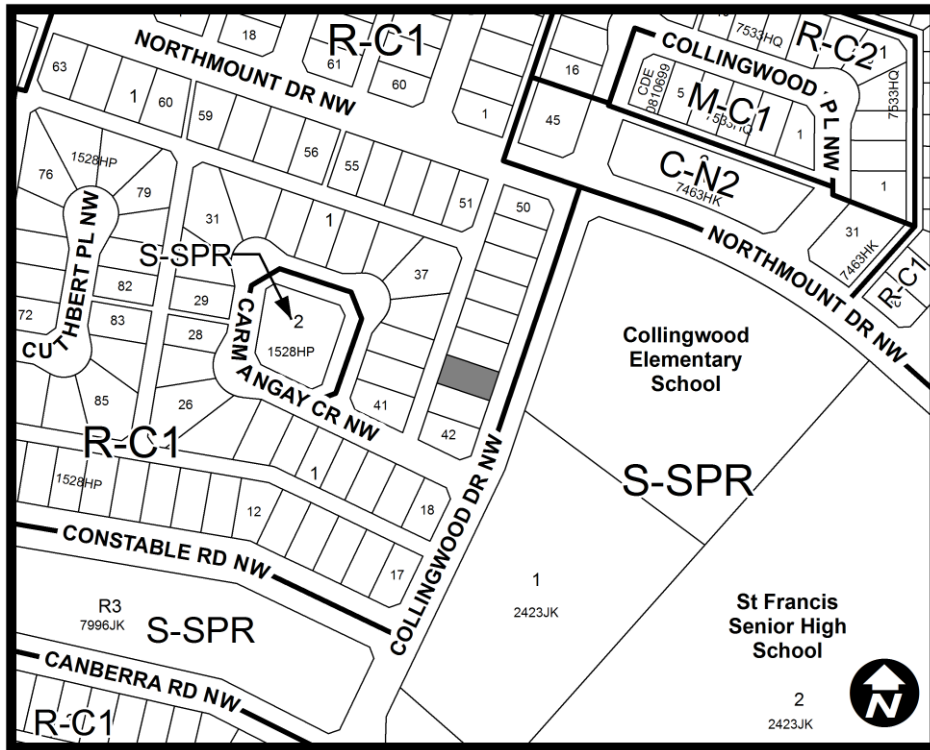 18
R-C1
61
60
1
63
1
60
59
NORTHMOUNT DR NW
56
55
51
16
45
CDE
0810699
5
M-C1
1
COLLINGWOOD PL NW
7533HQ
R-C2
1
7533HQ
1
C-N2
7463HK
31
7463HK
R-C1
NORTHMOUNT DR NW
50
76
1528HP
79
31
1
37
S-SPR
CUTHBERT PL NW
82
29
2
72
83
28
1528HP
CARMANGAY CR NW
85
26
41
42
R-C1
1528HP
12
1
18
17
CONSTABLE RD NW
COLLINGWOOD DR NW
Collingwood
Elementary
School
S-SPR
1
2423JK
R3
7996JK
S-SPR
St Francis
Senior High
School
2
2423JK
CANBERRA RD NW
R-C1
N